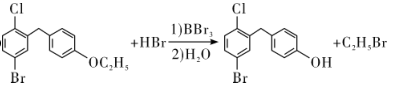 Cl
OC₂H₅
Br
+HBr
1)BBr₃
2)H₂O
Cl
OH
Br
+C₂H₅Br